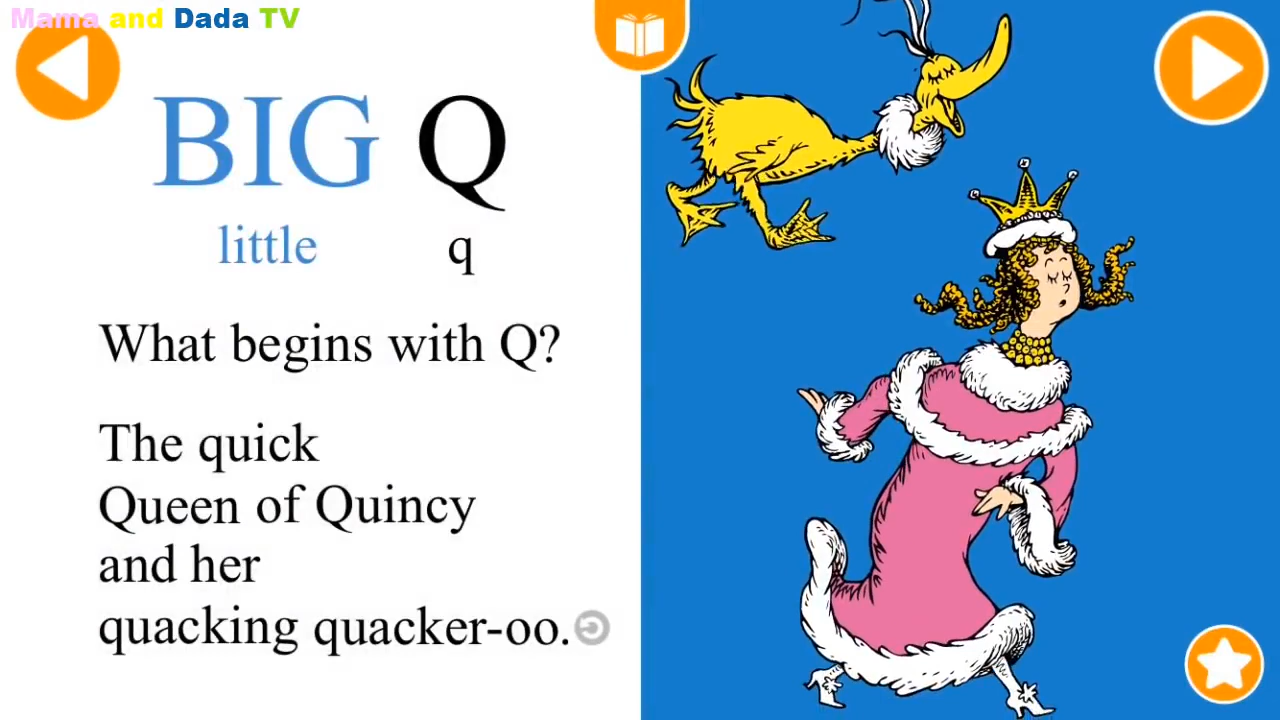 Mama and Dada TV
BIG Q
little q
What begins with Q?
The quick
Queen of Quincy
and her
quacking quacker-oo.